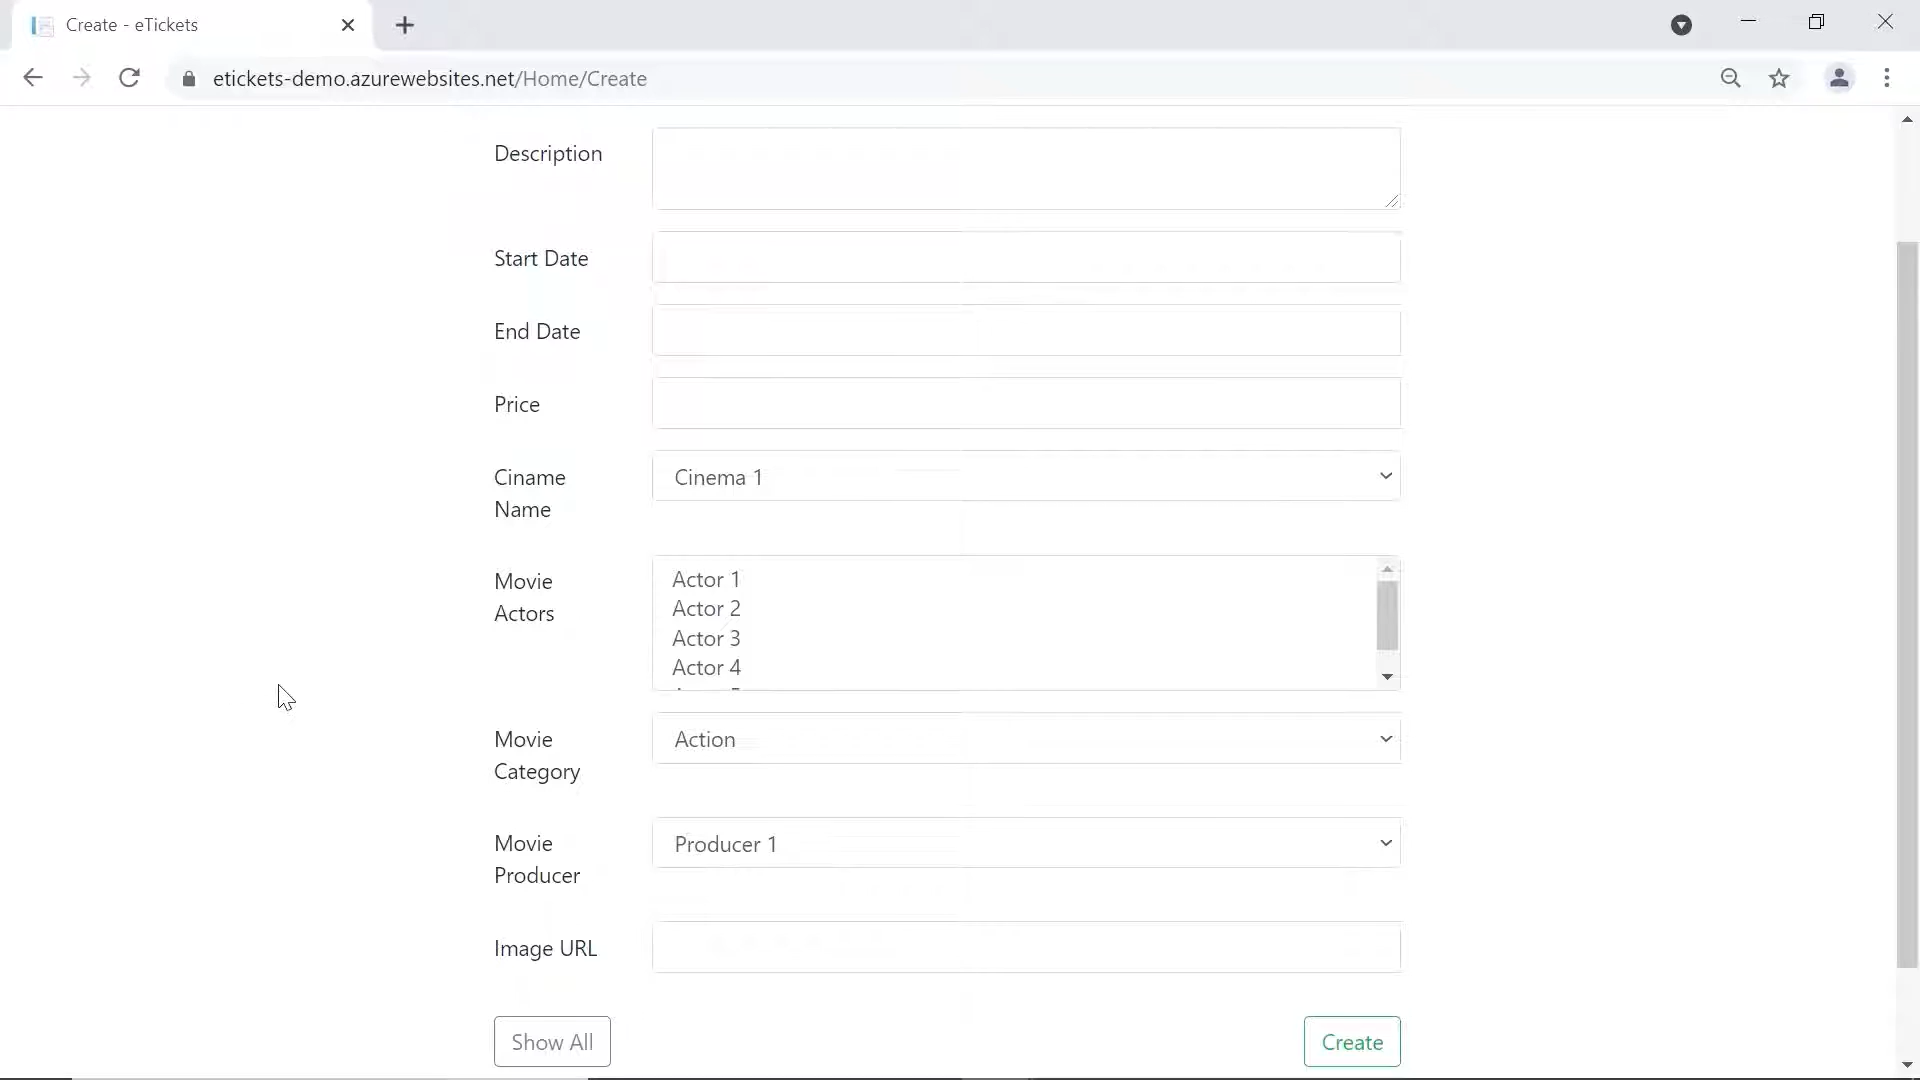 Create - eTickets
etickets-demo.azurewebsites.net/Home/Create
Description
Start Date
End Date
Price
Ciname
Name
Cinema 1
Movie
Actors
Actor 1
Actor 2
Actor 3
Actor 4
Movie
Category
Action
Movie
Producer
Producer 1
Image URL
Show All
Create